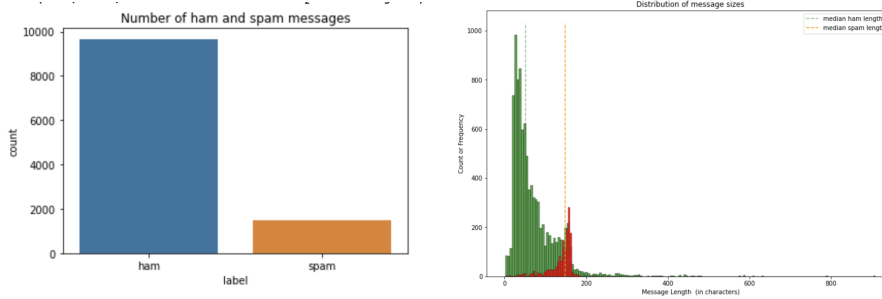 Number of ham and spam messages
10000
8000
6000
4000
2000
0
count
ham
spam
label
Distribution of message sizes
median ham length
median spam length
1000
800
600
400
200
0
Count or Frequency
0
200
400
600
800
Message Length (in characters)